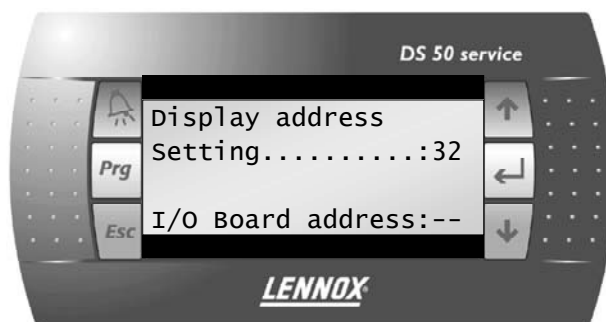 DS 50 service
Display address
Setting..........:32
Prg
I/O Board address:--
Esc
LENNOX